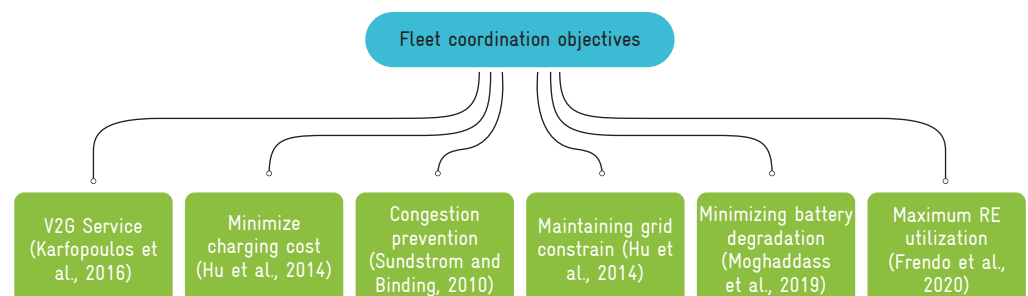 Fleet coordination objectives
V2G Service
(Karfopoulos et
al., 2016)
Minimize
charging cost
(Hu et al., 2014)
Congestion
prevention
(Sundstrom and
Binding, 2010)
Maintaining grid
constrain (Hu et
al., 2014)
Minimizing battery
degradation
(Moghaddass
et al., 2019)
Maximum RE
utilization
(Frendo et al.,
2020)